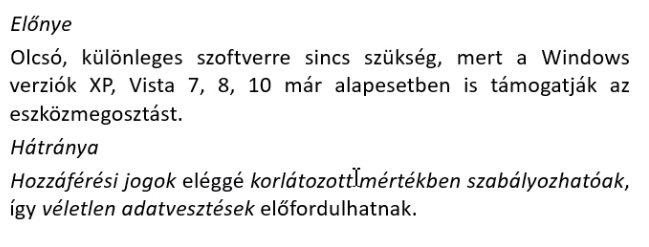 Előnye
Olcsó, különleges szoftverre sincs szükség, mert a Windows
verziók XP, Vista 7, 8, 10 már alapesetben is támogatják az
eszközmegosztást.
Hátránya
Hozzáférési jogok eléggé korlátozott mértékben szabályozhatóak,
így véletlen adatvesztések előfordulhatnak.